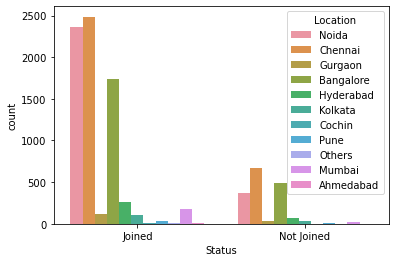 2500
2000
1500
1000
500
0
count
Joined
Not Joined
Status
Location
Noida
Chennai
Gurgaon
Bangalore
Hyderabad
Kolkata
Cochin
Pune
Others
Mumbai
Ahmedabad